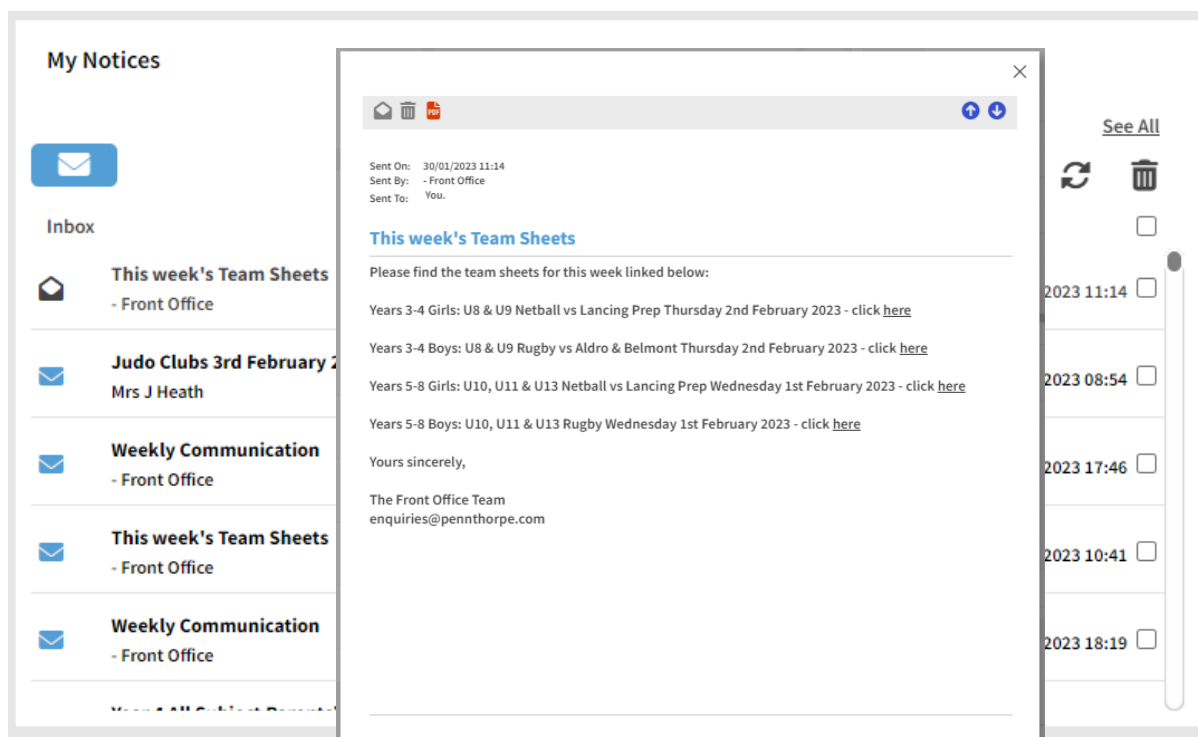 My Notices
See All
Inbox
This week's Team Sheets
- Front Office
2023 11:14
Judo Clubs 3rd February 2
Mrs J Heath
2023 08:54
Weekly Communication
- Front Office
2023 17:46
This week's Team Sheets
- Front Office
2023 10:41
Weekly Communication
- Front Office
2023 18:19
Year 4 All Subject Parents'
PDF
Sent On: 30/01/2023 11:14
Sent By: - Front Office
Sent To: You.
This week's Team Sheets
Please find the team sheets for this week linked below:
Years 3-4 Girls: U8 & U9 Netball vs Lancing Prep Thursday 2nd February 2023 - click here
Years 3-4 Boys: U8 & U9 Rugby vs Aldro & Belmont Thursday 2nd February 2023 - click here
Years 5-8 Girls: U10, U11 & U13 Netball vs Lancing Prep Wednesday 1st February 2023 - click here
Years 5-8 Boys: U10, U11 & U13 Rugby Wednesday 1st February 2023 - click here
Yours sincerely,
The Front Office Team
enquiries@pennthorpe.com